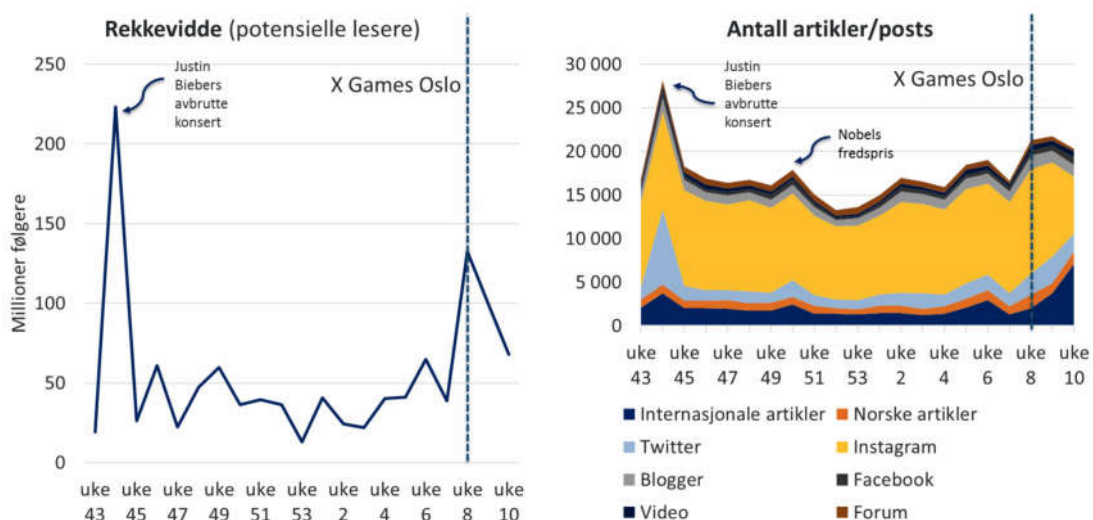 Rekkevidde (potensielle lesere)
250
200
150
100
50
0
Millioner følgere
Justin
Biebers
avbrutte
konsert
X Games Oslo
uke uke uke uke uke uke uke uke uke uke uke
43 45 47 49 51 53 2 4 6 8 10
Antall artikler/posts
30 000
25 000
20 000
15 000
10 000
5 000
0
Justin
Biebers
avbrutte
konsert
X Games Oslo
Nobels
fredspris
uke uke uke uke uke uke uke uke uke uke uke
43 45 47 49 51 53 2 4 6 8 10
Internasjonale artikler Norske artikler
Twitter Instagram
Blogger Facebook
Video Forum